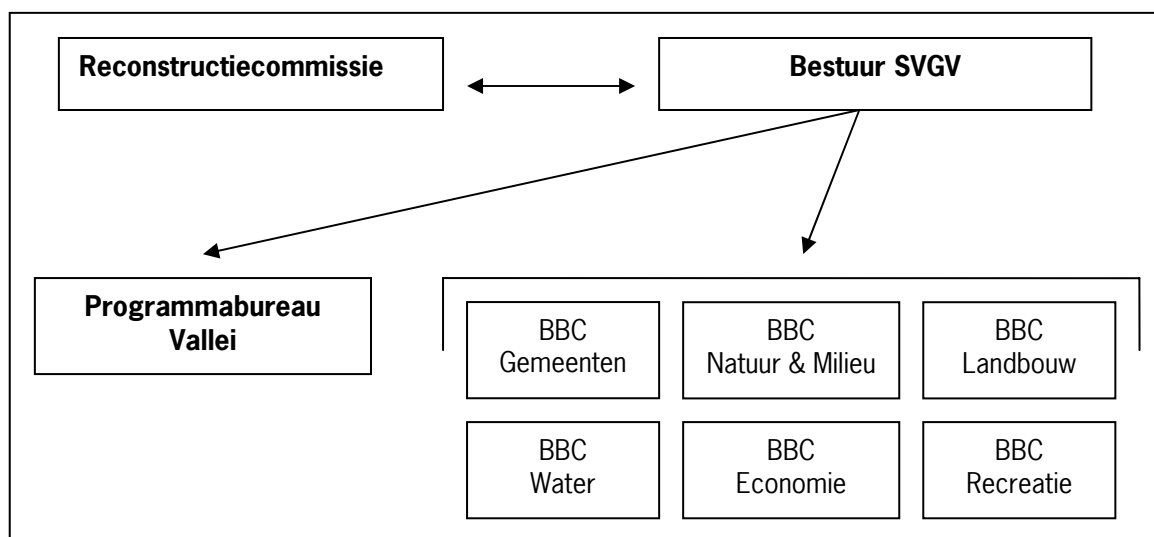 Reconstructiecommissie
Bestuur SVGV
Programmabureau
Vallei
BBC
Gemeenten
BBC
Natuur & Milieu
BBC
Landbouw
BBC
Water
BBC
Economie
BBC
Recreatie